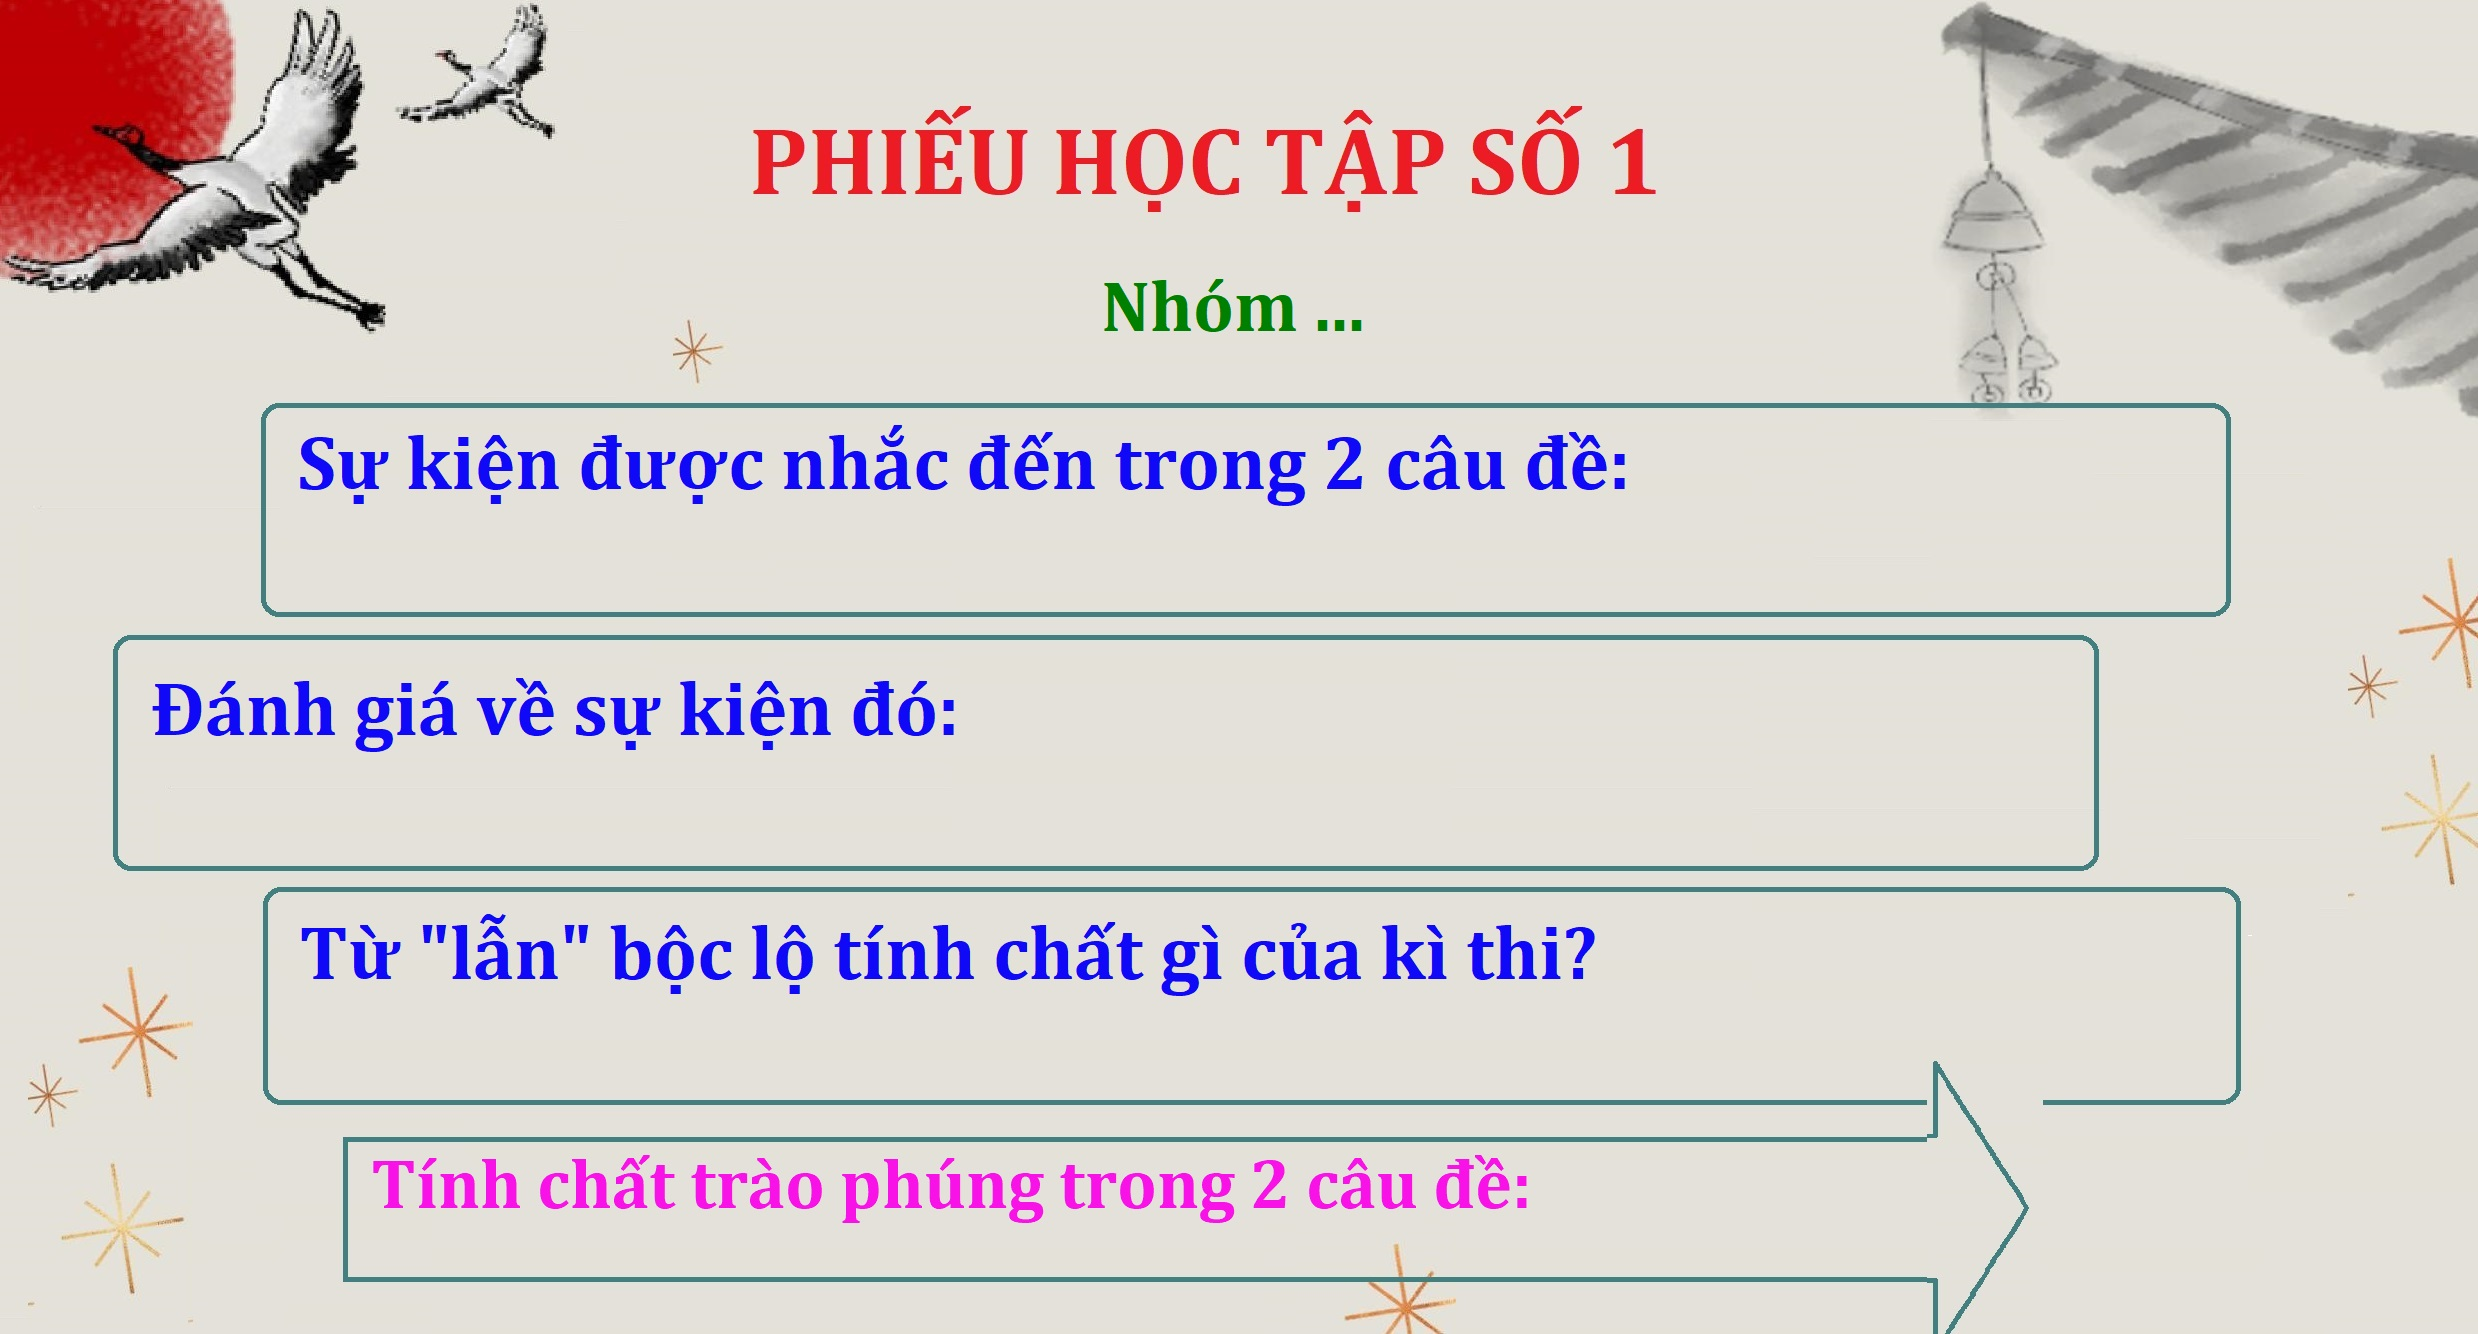 PHIẾU HỌC TẬP SỐ 1
Nhóm ...
Sự kiện được nhắc đến trong 2 câu đề:
Đánh giá về sự kiện đó:
Từ "lẫn" bộc lộ tính chất gì của kì thi?
Tính chất trào phúng trong 2 câu đề: